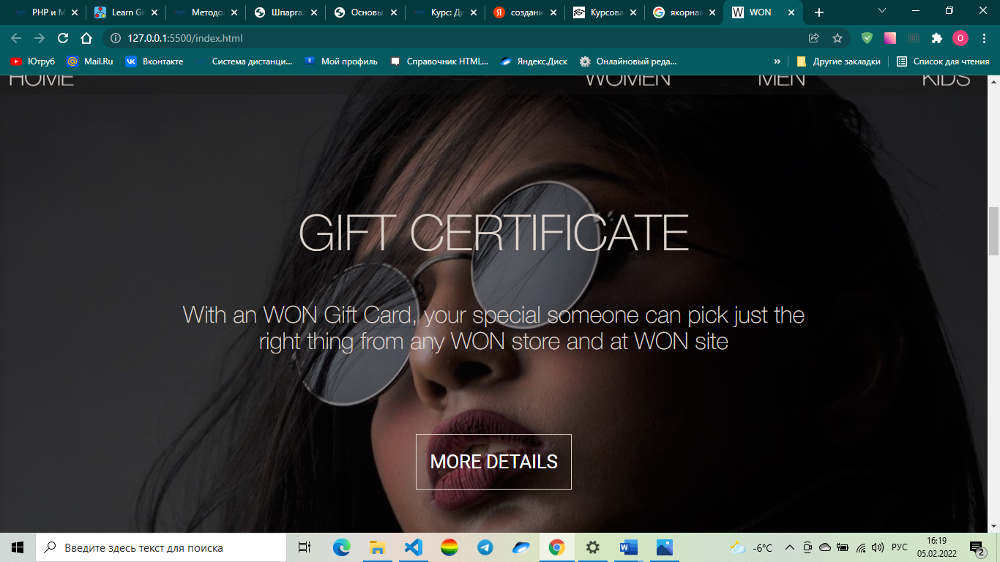 PHP и М
Learn Gi
Методо.
Шпарга.
Основы
Курс: Ди
создани
Курсова
якорная
WON
127.0.0.1:5500/index.html
О
Ютруб
Mail.Ru
Вконтакте
Система дистанци...
Мой профиль
Справочник HTML...
Яндекс.Диск
Онлайновый реда...
»
Другие закладки
Список для чтения
HOME
WOMEN
MEN
KIDS
GIFT CERTIFICATE
With an WON Gift Card, your special someone can pick just the
right thing from any WON store and at WON site
MORE DETAILS
Введите здесь текст для поиска
-6°C
РУС
16:19
05.02.2022
2